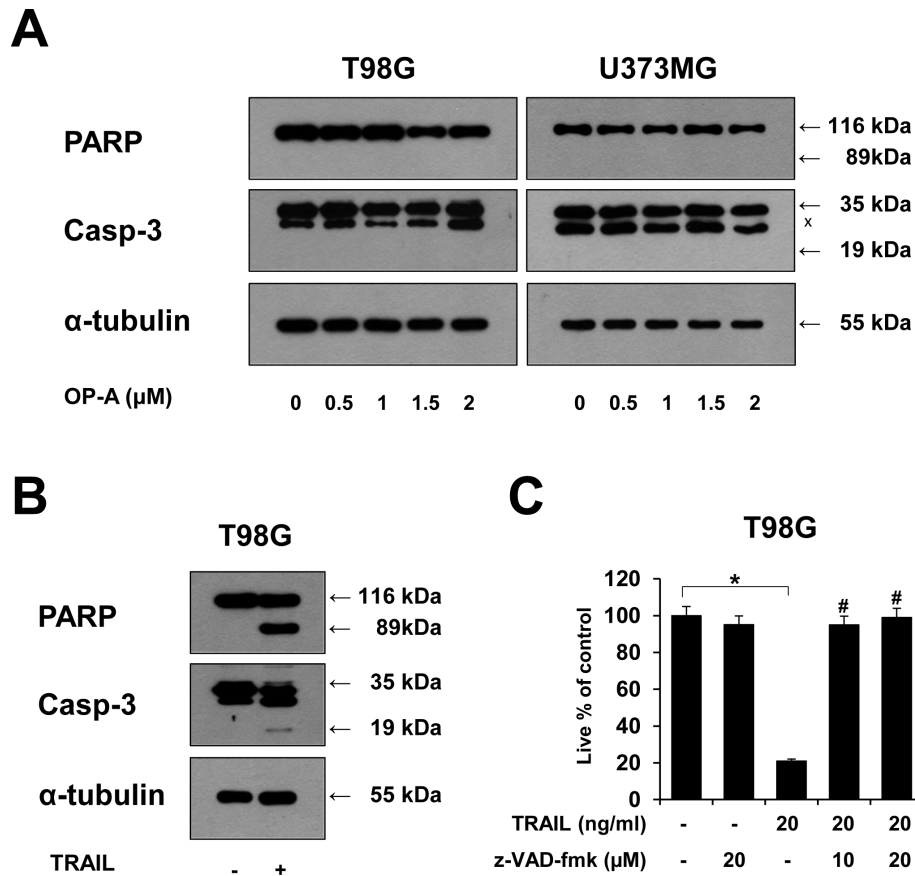 A
T98G U373MG
PARP ← 116 kDa
← 89kDa
Casp-3 ← 35 kDa
x
← 19 kDa
α-tubulin ← 55 kDa
OP-A (µM) 0 0.5 1 1.5 2 0 0.5 1 1.5 2
B
T98G
PARP ← 116 kDa
← 89kDa
Casp-3 ← 35 kDa
← 19 kDa
α-tubulin ← 55 kDa
TRAIL - +
C
T98G
Live % of control
120
100
80
60
40
20
0
* # #
TRAIL (ng/ml) - - 20 20 20
z-VAD-fmk (µM) - 20 - 10 20